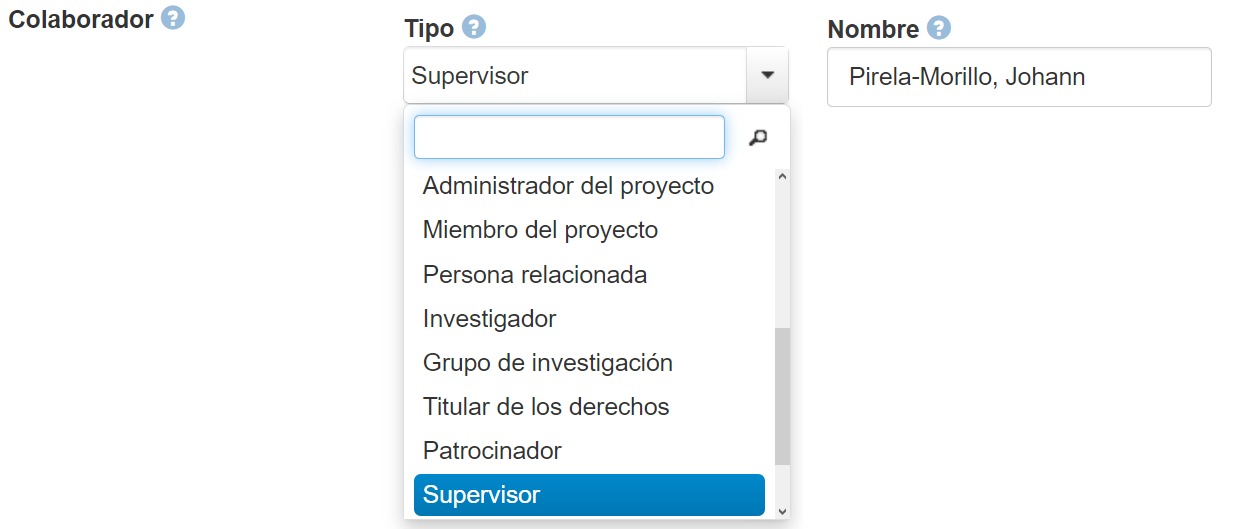 Colaborador ?
Tipo ?
Nombre ?
Supervisor
Pirela-Morillo, Johann
Administrador del proyecto
Miembro del proyecto
Persona relacionada
Investigador
Grupo de investigación
Titular de los derechos
Patrocinador
Supervisor